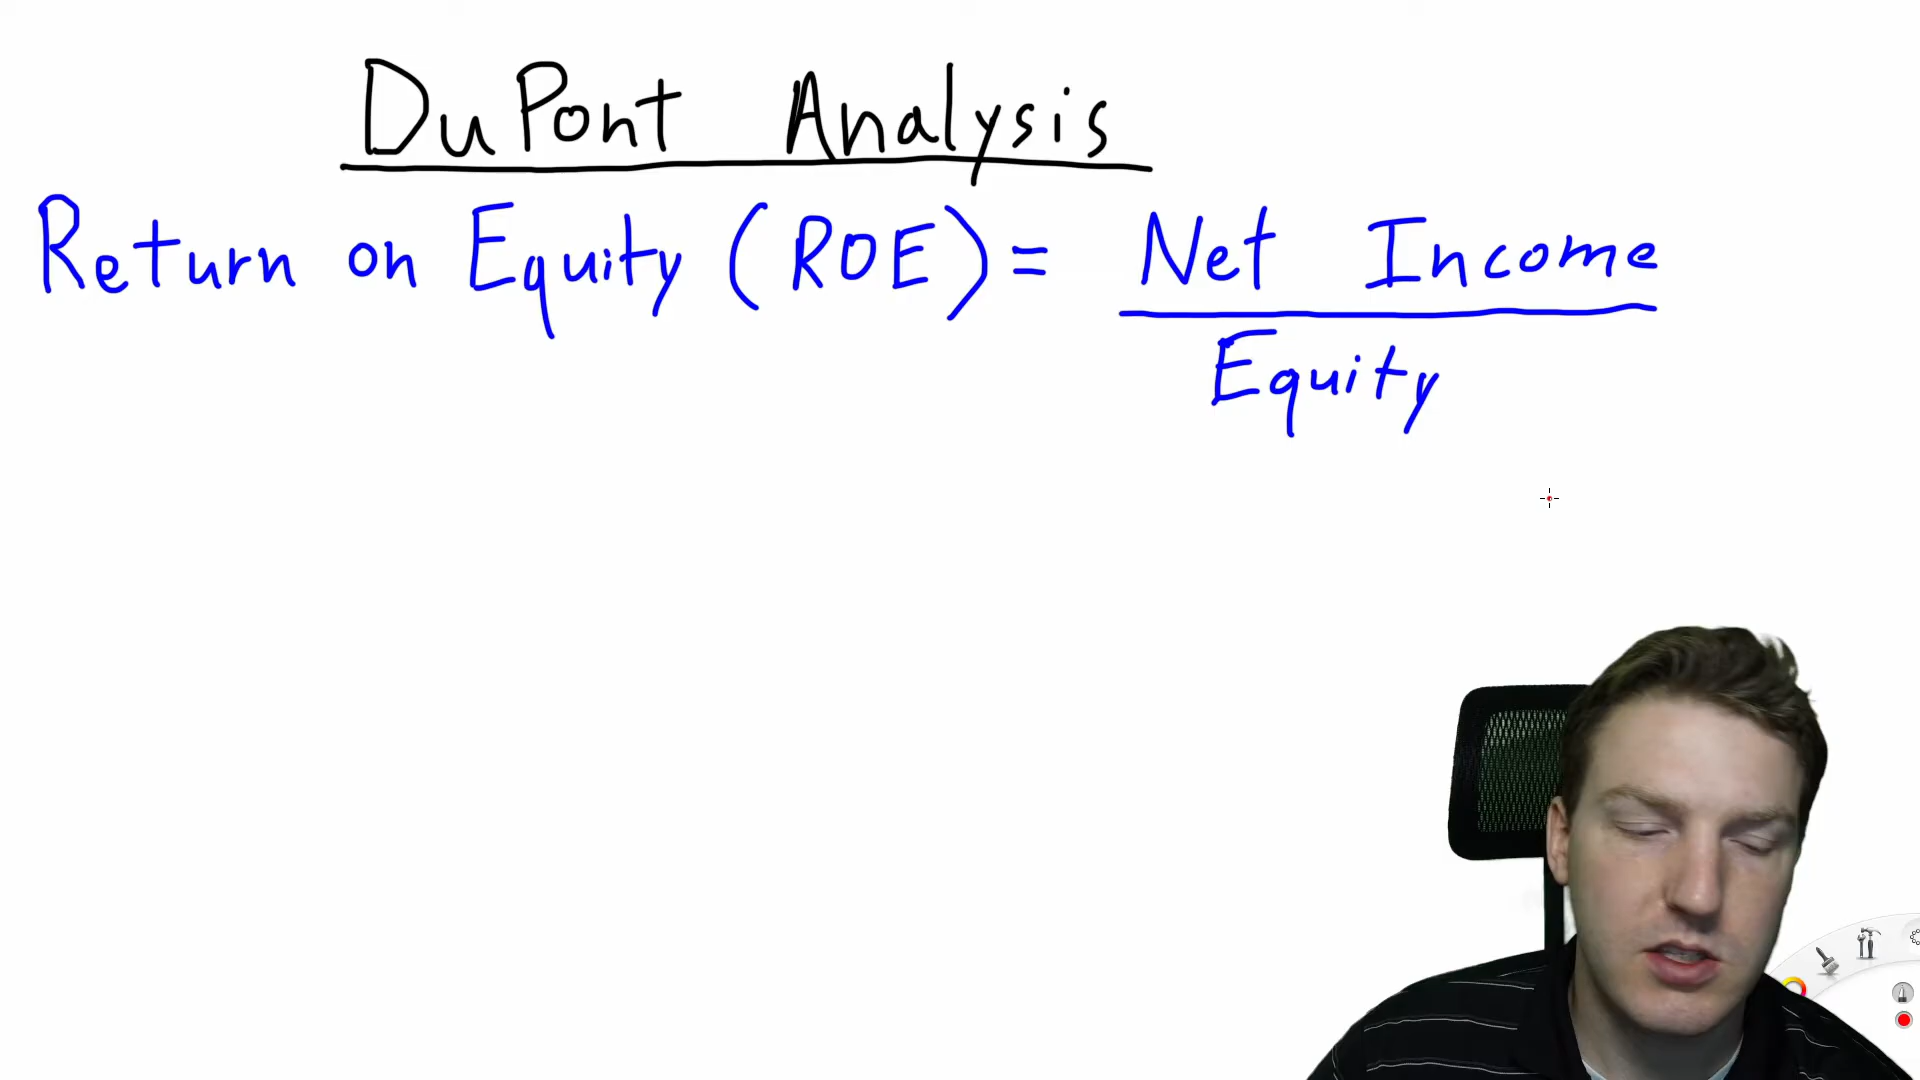 DuPont Analysis
Return on Equity (ROE) = Net Income
Equity